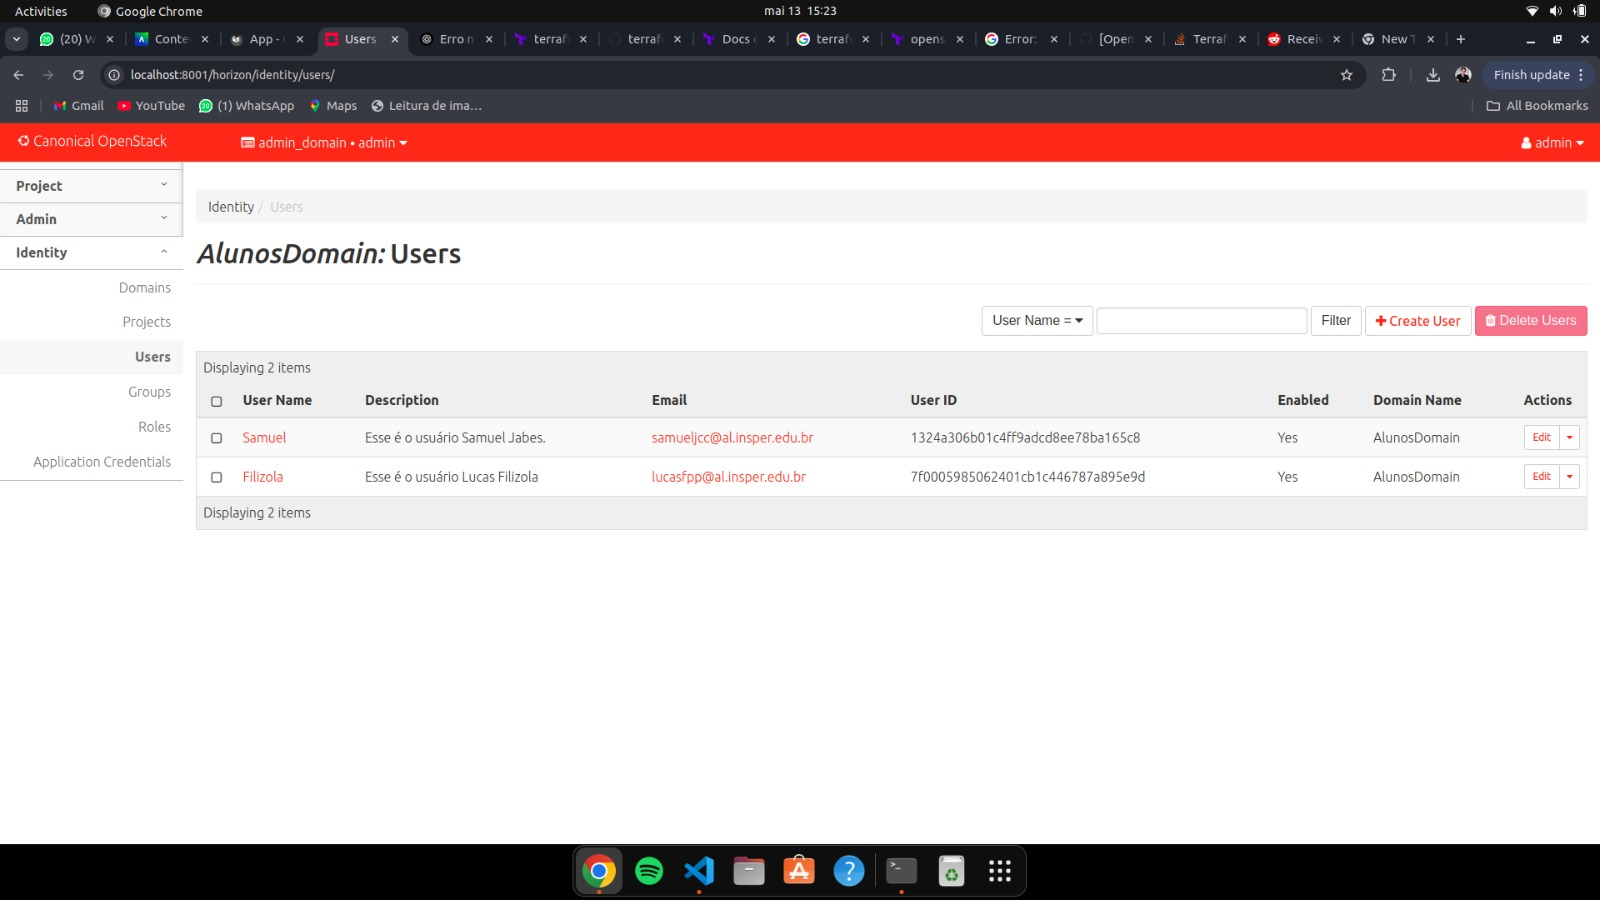 Activities Google Chrome mai 13 15:23
(20) W Conte App - Users Erro n terraf terraf Docs terraf opens Error: [Open Terraf Recei New T
localhost:8001/horizon/identity/users/ Finish update
Gmail YouTube (1) WhatsApp Maps Leitura de ima... All Bookmarks
Canonical OpenStack admin_domain • admin admin
Project
Admin
Identity
Domains
Projects
Users
Groups
Roles
Application Credentials
Identity / Users
AlunosDomain: Users
User Name = Filter Create User Delete Users
Displaying 2 items
User Name Description Email User ID Enabled Domain Name Actions
Samuel Esse é o usuário Samuel Jabes. samueljcc@al.insper.edu.br 1324a306b01c4ff9adcd8ee78ba165c8 Yes AlunosDomain Edit
Filizola Esse é o usuário Lucas Filizola lucasfpp@al.insper.edu.br 7f0005985062401cb1c446787a895e9d Yes AlunosDomain Edit
Displaying 2 items